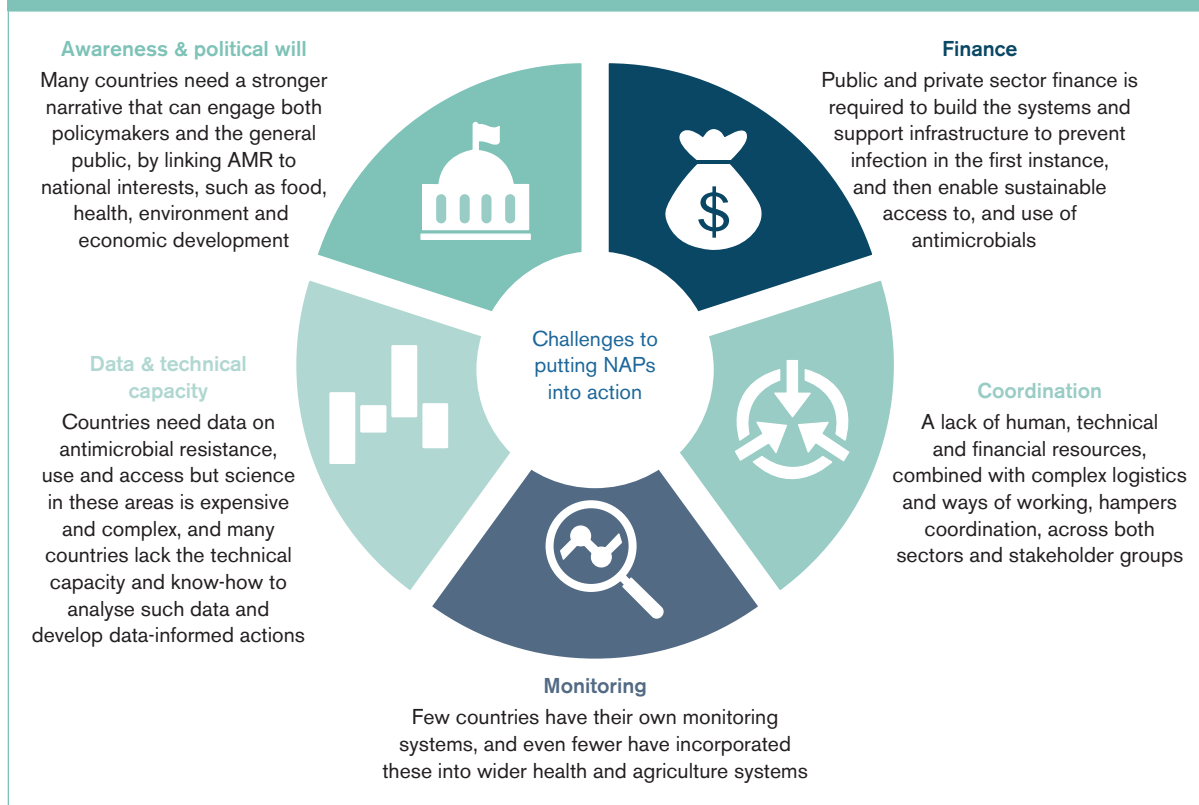 Awareness & political will
Many countries need a stronger
narrative that can engage both
policymakers and the general
public, by linking AMR to
national interests, such as food,
health, environment and
economic development
Finance
Public and private sector finance is
required to build the systems and
support infrastructure to prevent
infection in the first instance,
and then enable sustainable
access to, and use of
antimicrobials
$
Challenges to
putting NAPs
into action
Data & technical
capacity
Countries need data on
antimicrobial resistance,
use and access but science
in these areas is expensive
and complex, and many
countries lack the technical
capacity and know-how to
analyse such data and
develop data-informed actions
Coordination
A lack of human, technical
and financial resources,
combined with complex logistics
and ways of working, hampers
coordination, across both
sectors and stakeholder groups
Monitoring
Few countries have their own monitoring
systems, and even fewer have incorporated
these into wider health and agriculture systems